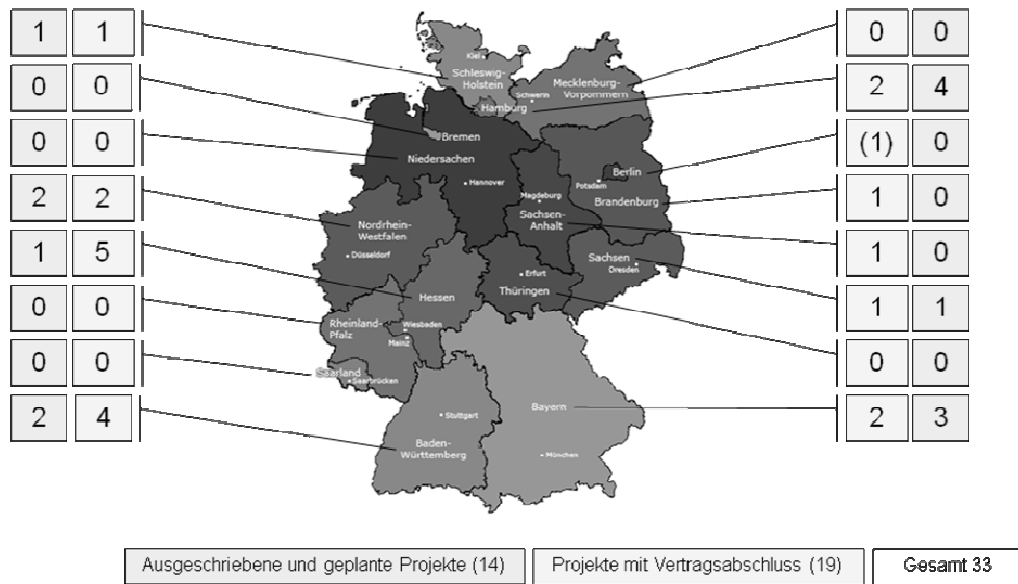 1 1
0 0
0 0
2 2
1 5
0 0
0 0
2 4
Kiel
Schleswig-
Holstein
Mecklenburg-
Vorpommern
Schwerin
Hamburg
Bremen
Niedersachen
Hannover
Berlin
Potsdam
Brandenburg
Magdeburg
Sachsen-
Anhalt
Nordrhein-
Westfallen
Düsseldorf
Sachsen
Dresden
Erfurt
Thüringen
Hessen
Rheinland-
Pfalz
Wiesbaden
Mainz
Saarland
Saarbrücken
Stuttgart
Baden-
Württemberg
Bayern
München
0 0
2 4
(1) 0
1 0
1 0
1 1
0 0
2 3
Ausgeschriebene und geplante Projekte (14) Projekte mit Vertragsabschluss (19) Gesamt 33